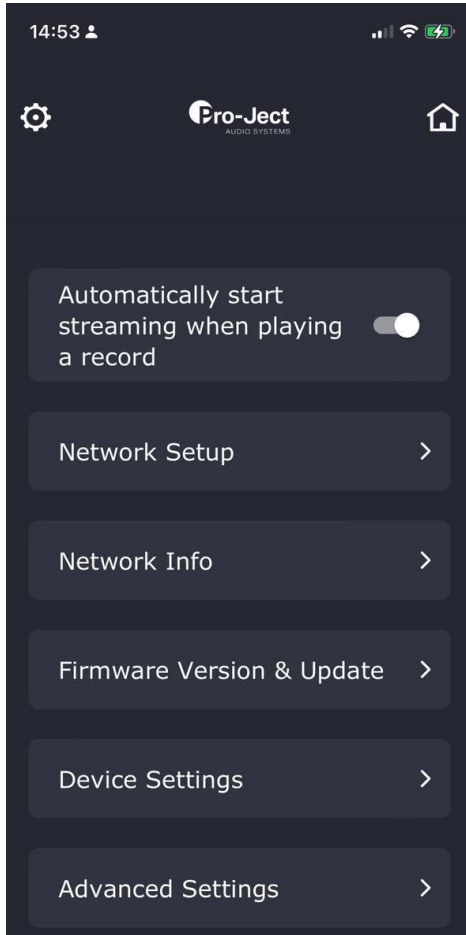 14:53
Pro-Ject
AUDIO SYSTEMS
Automatically start
streaming when playing
a record
Network Setup
Network Info
Firmware Version & Update
Device Settings
Advanced Settings